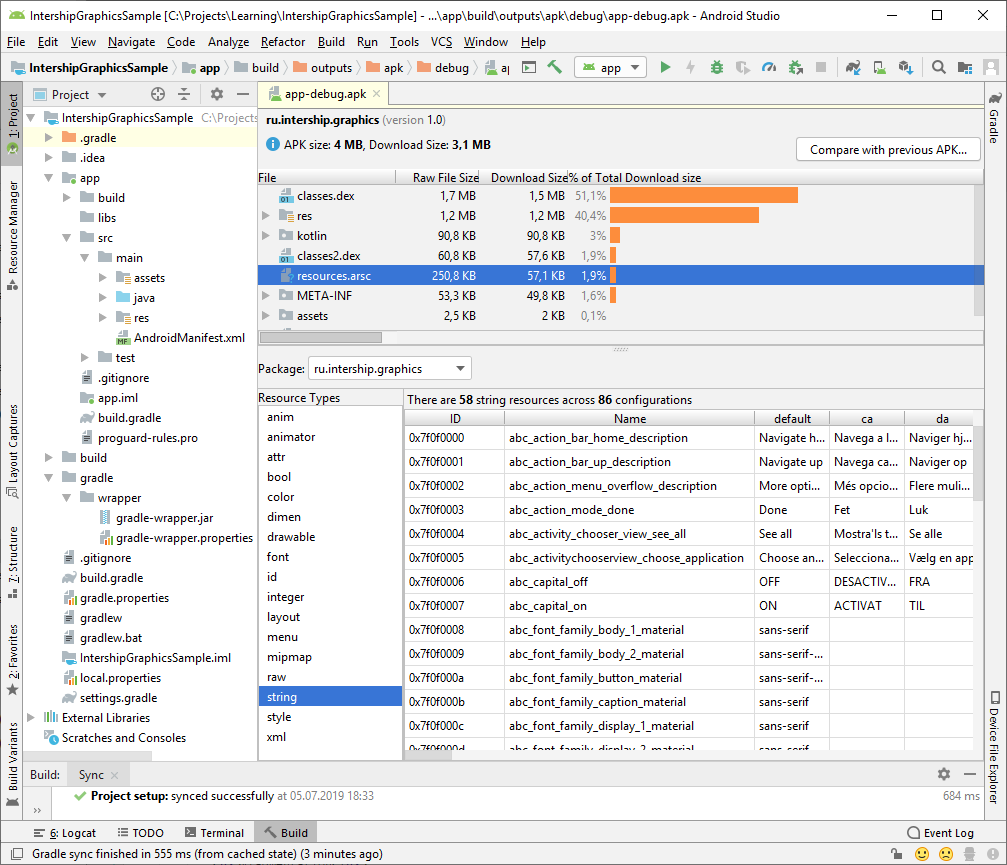 IntershipGraphicsSample [C:\Projects\Learning\IntershipGraphicsSample] - ...\app\build\outputs\apk\debug\app-debug.apk - Android Studio
File Edit View Navigate Code Analyze Refactor Build Run Tools VCS Window Help
IntershipGraphicsSample app build outputs apk debug ap app
1: Project
Resource Manager
Layout Captures
7: Structure
2: Favorites
Build Variants
Project
IntershipGraphicsSample C:\Projects
.gradle
.idea
app
build
libs
src
main
assets
java
res
AndroidManifest.xml
test
.gitignore
app.iml
build.gradle
proguard-rules.pro
build
gradle
wrapper
gradle-wrapper.jar
gradle-wrapper.properties
.gitignore
build.gradle
gradle.properties
gradlew
gradlew.bat
IntershipGraphicsSample.iml
local.properties
settings.gradle
External Libraries
Scratches and Consoles
app-debug.apk
ru.intership.graphics (version 1.0)
APK size: 4 MB, Download Size: 3,1 MB
Compare with previous APK...
File Raw File Size Download Size % of Total Download size
classes.dex 1,7 MB 1,5 MB 51,1%
res 1,2 MB 1,2 MB 40,4%
kotlin 90,8 KB 90,8 KB 3%
classes2.dex 60,8 KB 57,6 KB 1,9%
resources.arsc 250,8 KB 57,1 KB 1,9%
META-INF 53,3 KB 49,8 KB 1,6%
assets 2,5 KB 2 KB 0,1%
Package: ru.intership.graphics
Resource Types
anim
animator
attr
bool
color
dimen
drawable
font
id
integer
layout
menu
mipmap
raw
string
style
xml
There are 58 string resources across 86 configurations
ID Name default ca da
0x7f0f0000 abc_action_bar_home_description Navigate h... Navega a l... Naviger hj...
0x7f0f0001 abc_action_bar_up_description Navigate up Navega ca... Naviger op
0x7f0f0002 abc_action_menu_overflow_description More opti... Més opcio... Flere muli...
0x7f0f0003 abc_action_mode_done Done Fet Luk
0x7f0f0004 abc_activity_chooser_view_see_all See all Mostra'ls t... Se alle
0x7f0f0005 abc_activitychooserview_choose_application Choose an... Selecciona... Vælg en app
0x7f0f0006 abc_capital_off OFF DESACTIV... FRA
0x7f0f0007 abc_capital_on ON ACTIVAT TIL
0x7f0f0008 abc_font_family_body_1_material sans-serif
0x7f0f0009 abc_font_family_body_2_material sans-serif-...
0x7f0f000a abc_font_family_button_material sans-serif-...
0x7f0f000b abc_font_family_caption_material sans-serif
0x7f0f000c abc_font_family_display_1_material sans-serif
0x7f0f000d abc_font_family_display_2_material sans-serif
Gradle
Device File Explorer
Build: Sync
Project setup: synced successfully at 05.07.2019 18:33 684 ms
6: Logcat TODO Terminal Build Event Log
Gradle sync finished in 555 ms (from cached state) (3 minutes ago)